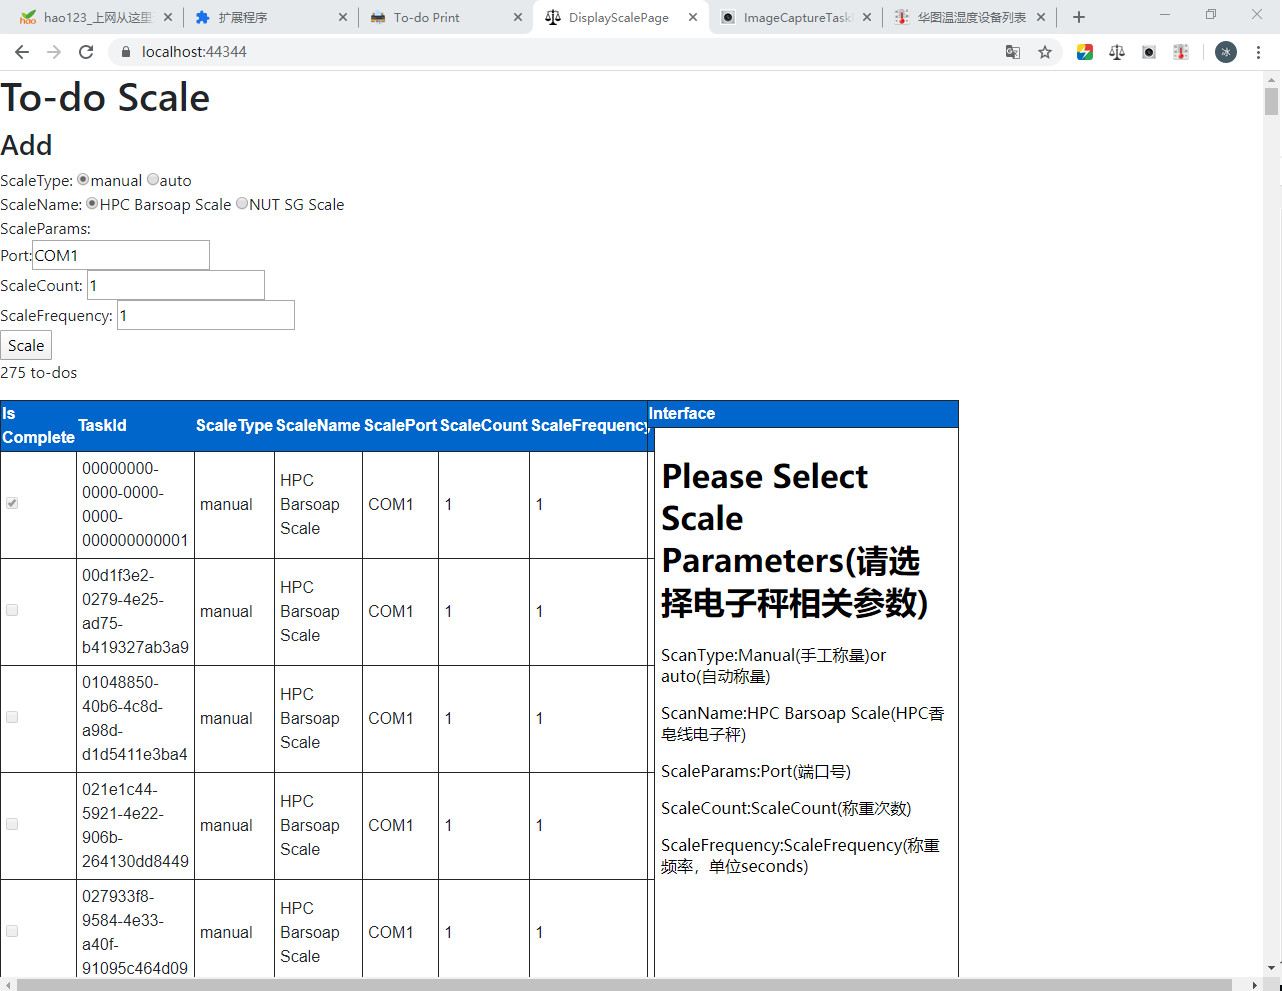 hao123_上网从这里
扩展程序
To-do Print
DisplayScalePage
ImageCaptureTask
华图温湿度设备列表
localhost:44344
冰
To-do Scale
Add
ScaleType: manual auto
ScaleName: HPC Barsoap Scale NUT SG Scale
ScaleParams:
Port:COM1
ScaleCount: 1
ScaleFrequency: 1
Scale
275 to-dos
Is Complete TaskId ScaleType ScaleName ScalePort ScaleCount ScaleFrequency
00000000-
0000-0000-
0000-
000000000001
manual
HPC
Barsoap
Scale
COM1
1
1
00d1f3e2-
0279-4e25-
ad75-
b419327ab3a9
manual
HPC
Barsoap
Scale
COM1
1
1
01048850-
40b6-4c8d-
a98d-
d1d5411e3ba4
manual
HPC
Barsoap
Scale
COM1
1
1
021e1c44-
5921-4e22-
906b-
264130dd8449
manual
HPC
Barsoap
Scale
COM1
1
1
027933f8-
9584-4e33-
a40f-
91095c464d09
manual
HPC
Barsoap
Scale
COM1
1
1
Interface
Please Select
Scale
Parameters(请选
择电子秤相关参数)
ScanType:Manual(手工称量)or
auto(自动称量)
ScanName:HPC Barsoap Scale(HPC香
皂线电子秤)
ScaleParams:Port(端口号)
ScaleCount:ScaleCount(称重次数)
ScaleFrequency:ScaleFrequency(称重
频率，单位seconds)